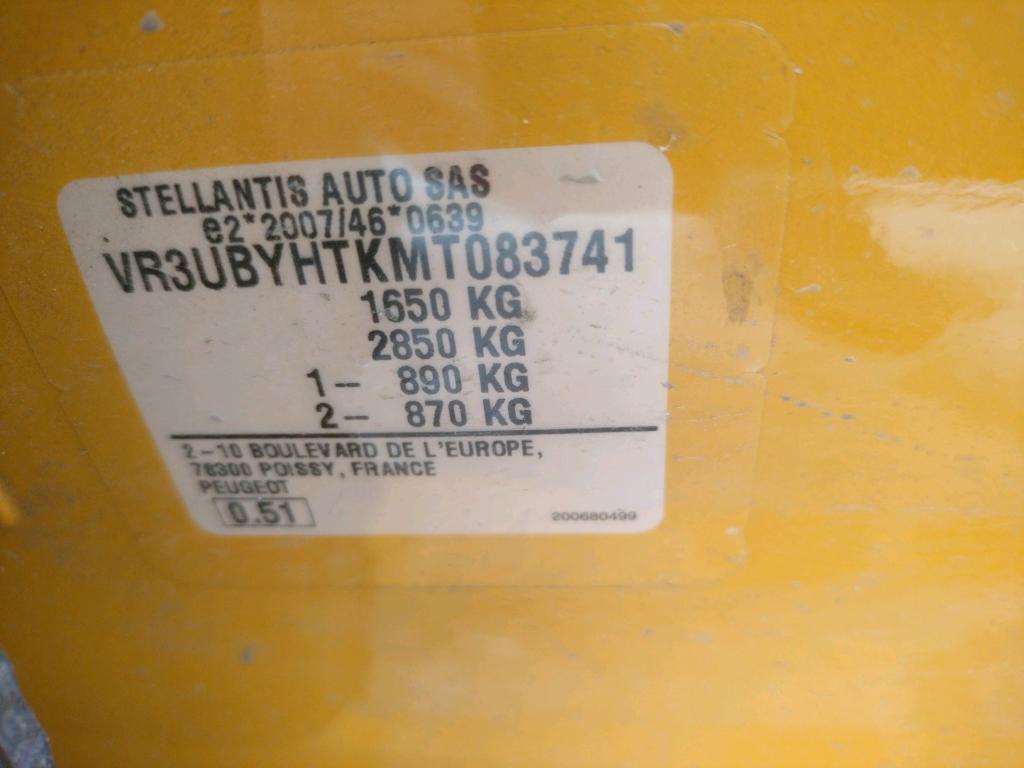 STELLANTIS AUTO SAS
e2*2007/46*0639
VR3UBYHTKMT083741
1650 KG
2850 KG
1- 890 KG
2- 870 KG
2-10 BOULEVARD DE L'EUROPE,
78300 POISSY, FRANCE
PEUGEOT
0.51
200680499